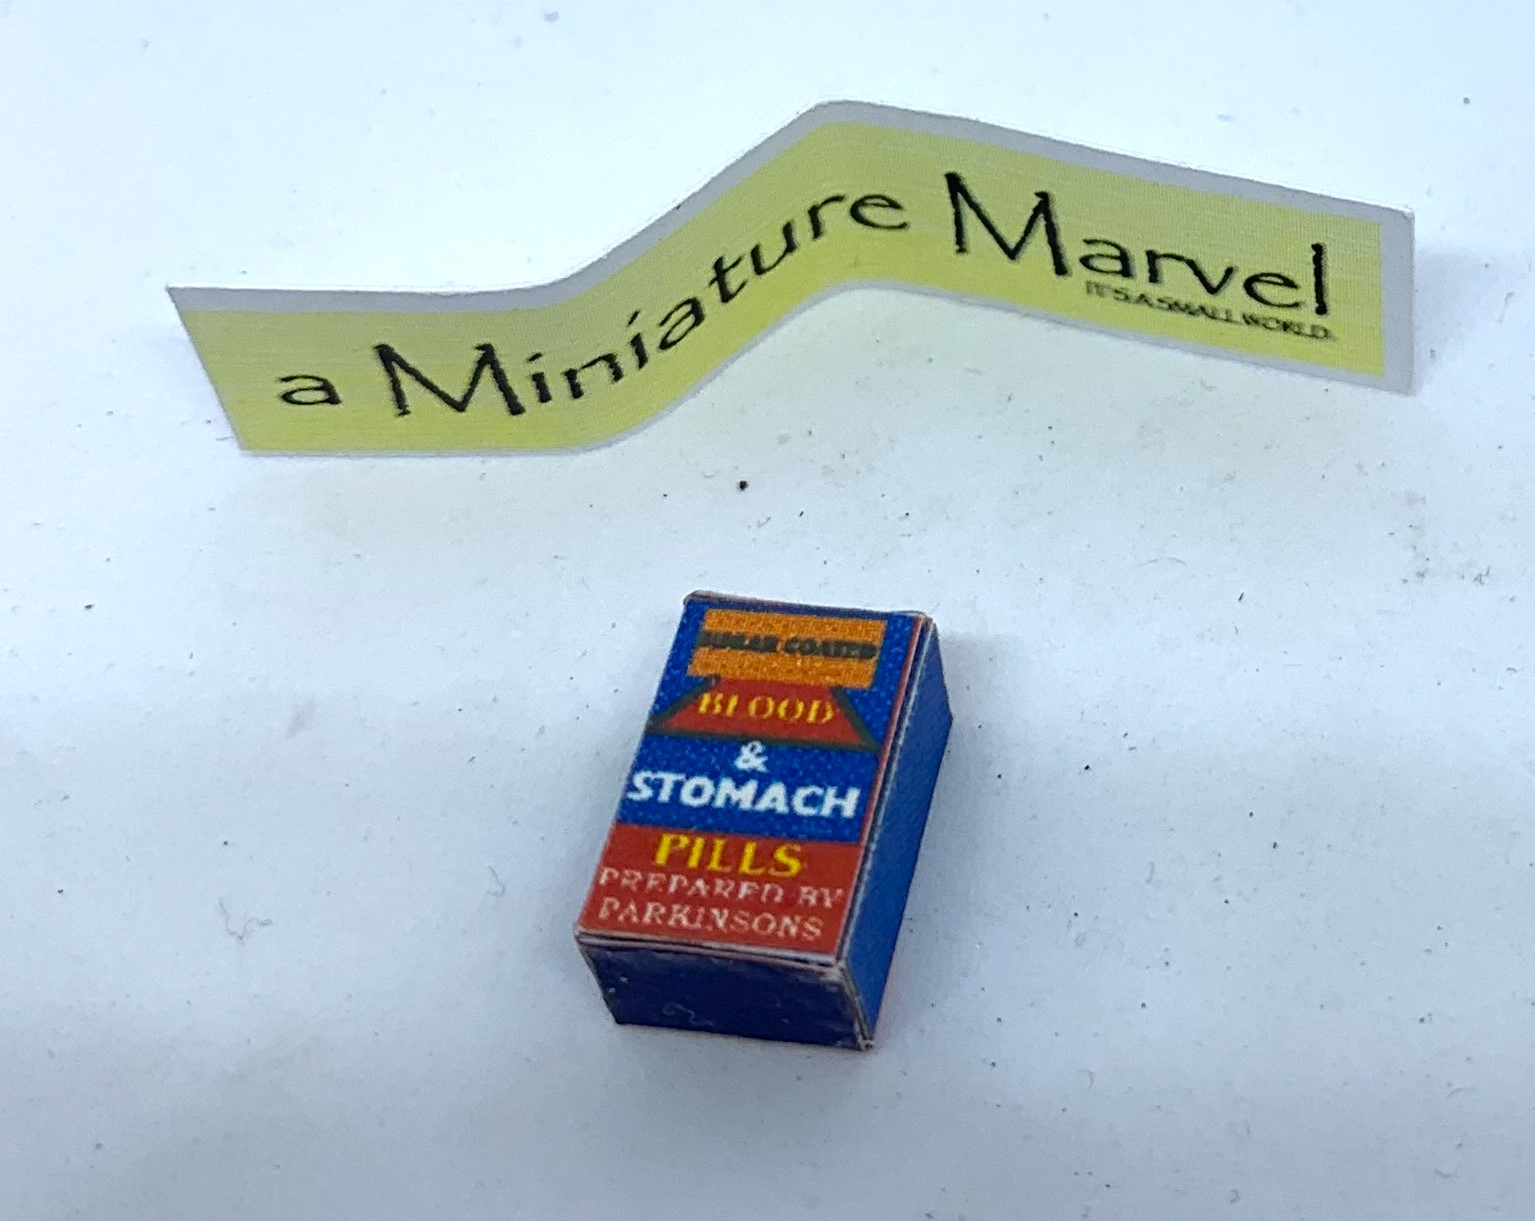 a Miniature Marvel
IT'S A SMALL WORLD.
SUGAR COATED
BLOOD
&
STOMACH
PILLS
PREPARED BY
PARKINSONS